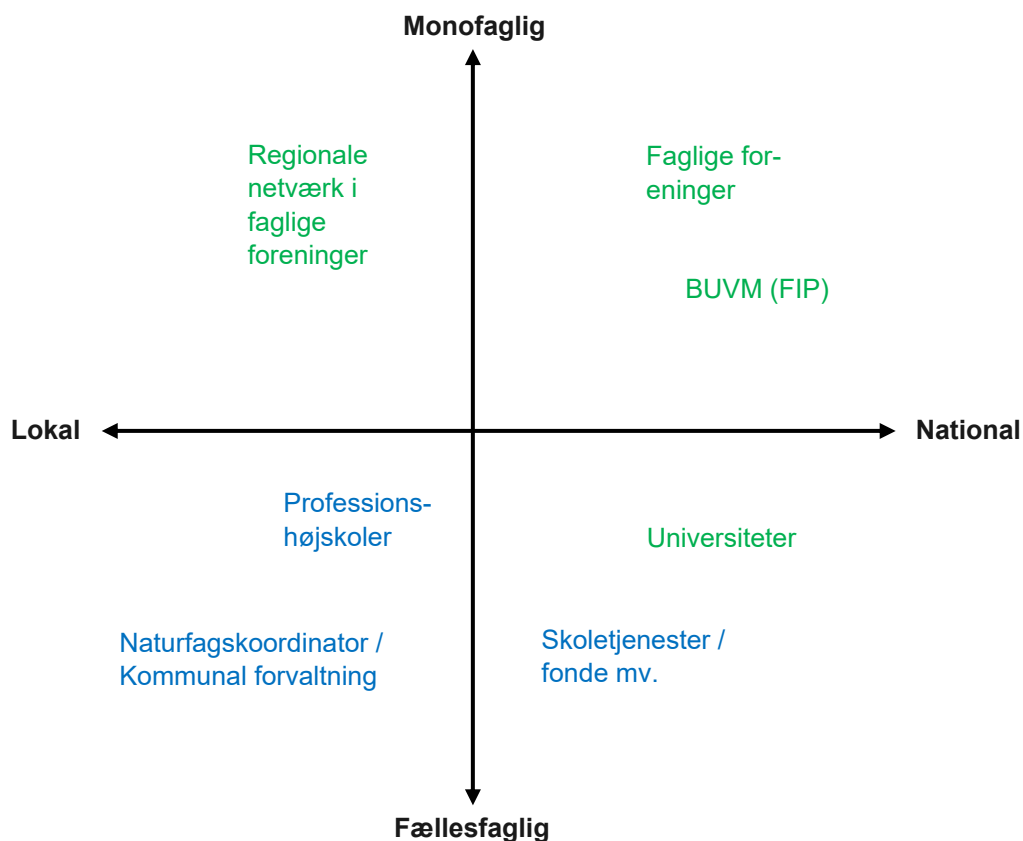 Monofaglig
Regionale
netværk i
faglige
foreninger
Faglige for-
eninger
BUVM (FIP)
Lokal
National
Professions-
højskoler
Universiteter
Naturfagskoordinator /
Kommunal forvaltning
Skoletjenester /
fonde mv.
Fællesfaglig